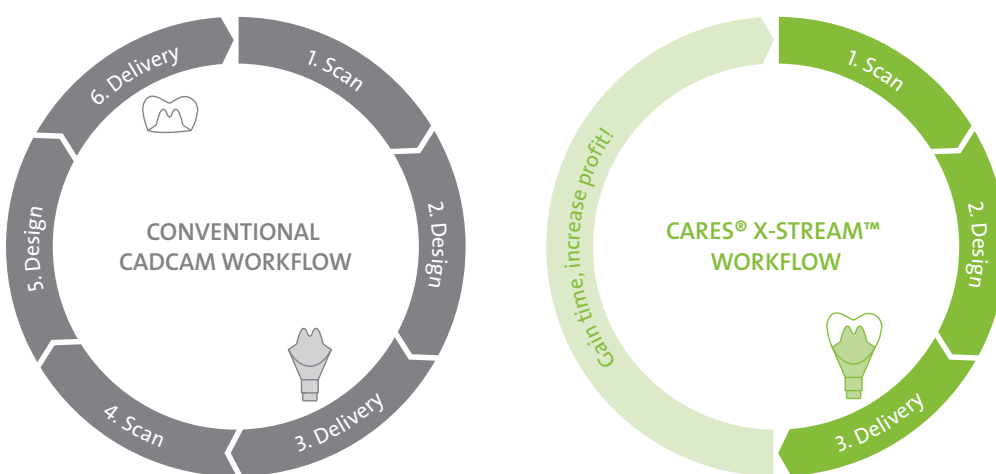 1. Scan
2. Design
3. Delivery
4. Scan
5. Design
6. Delivery
CONVENTIONAL
CADCAM WORKFLOW
1. Scan
2. Design
3. Delivery
Gain time, increase profit!
CARES® X-STREAM™
WORKFLOW